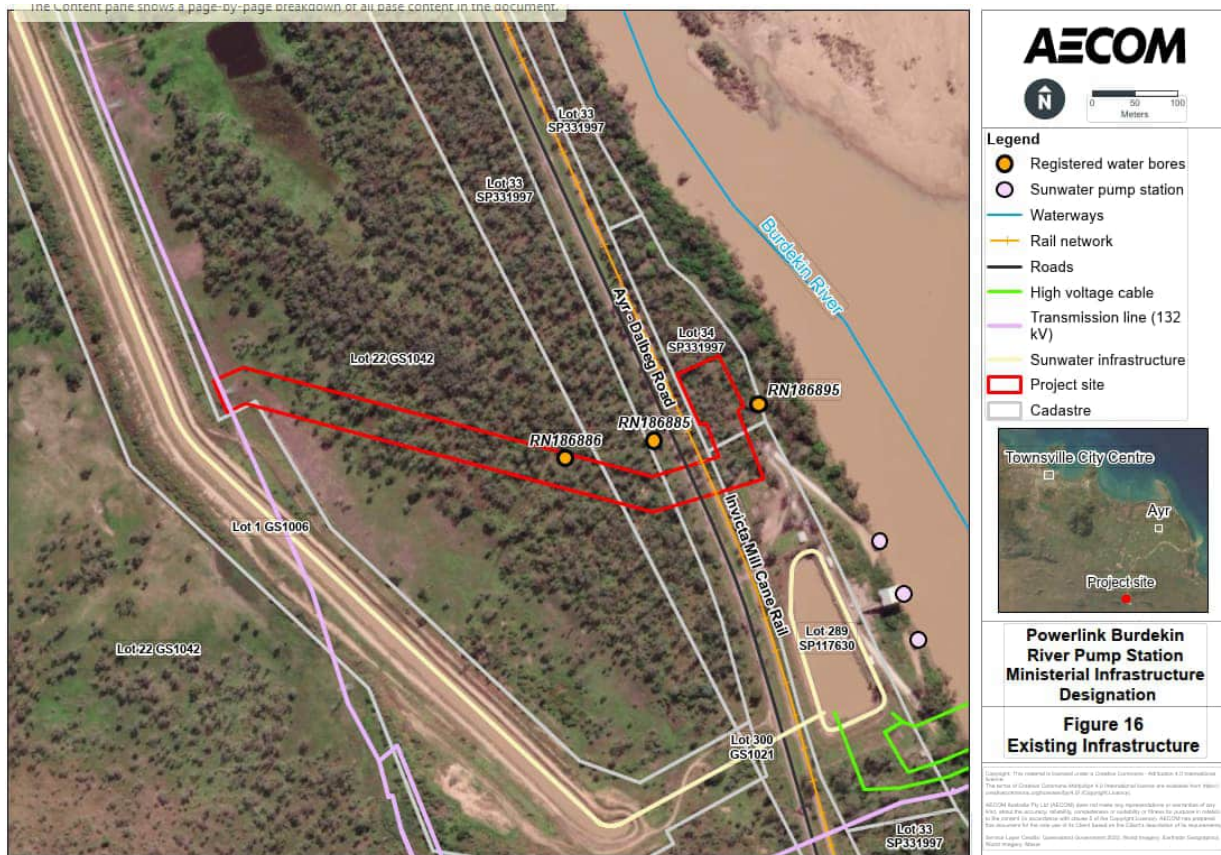 The Content pane shows a page-by-page breakdown of all base content in the document.
Lot 33
SP331997
Lot 33
SP331997
Burdekin River
Ayr - Dalbeg Road
Lot 34
SP331997
Lot 22 GS1042
RN186895
RN186885
RN186886
Lot 1 GS1006
Invicta Mill Cane Rail
Lot 22 GS1042
Lot 289
SP117630
Lot 300
GS1021
Lot 33
SP331997
AECOM
N
0 50 100
Meters
Legend
Registered water bores
Sunwater pump station
Waterways
Rail network
Roads
High voltage cable
Transmission line (132
kV)
Sunwater infrastructure
Project site
Cadastre
Townsville City Centre
Ayr
Project site
Powerlink Burdekin
River Pump Station
Ministerial Infrastructure
Designation
Figure 16
Existing Infrastructure